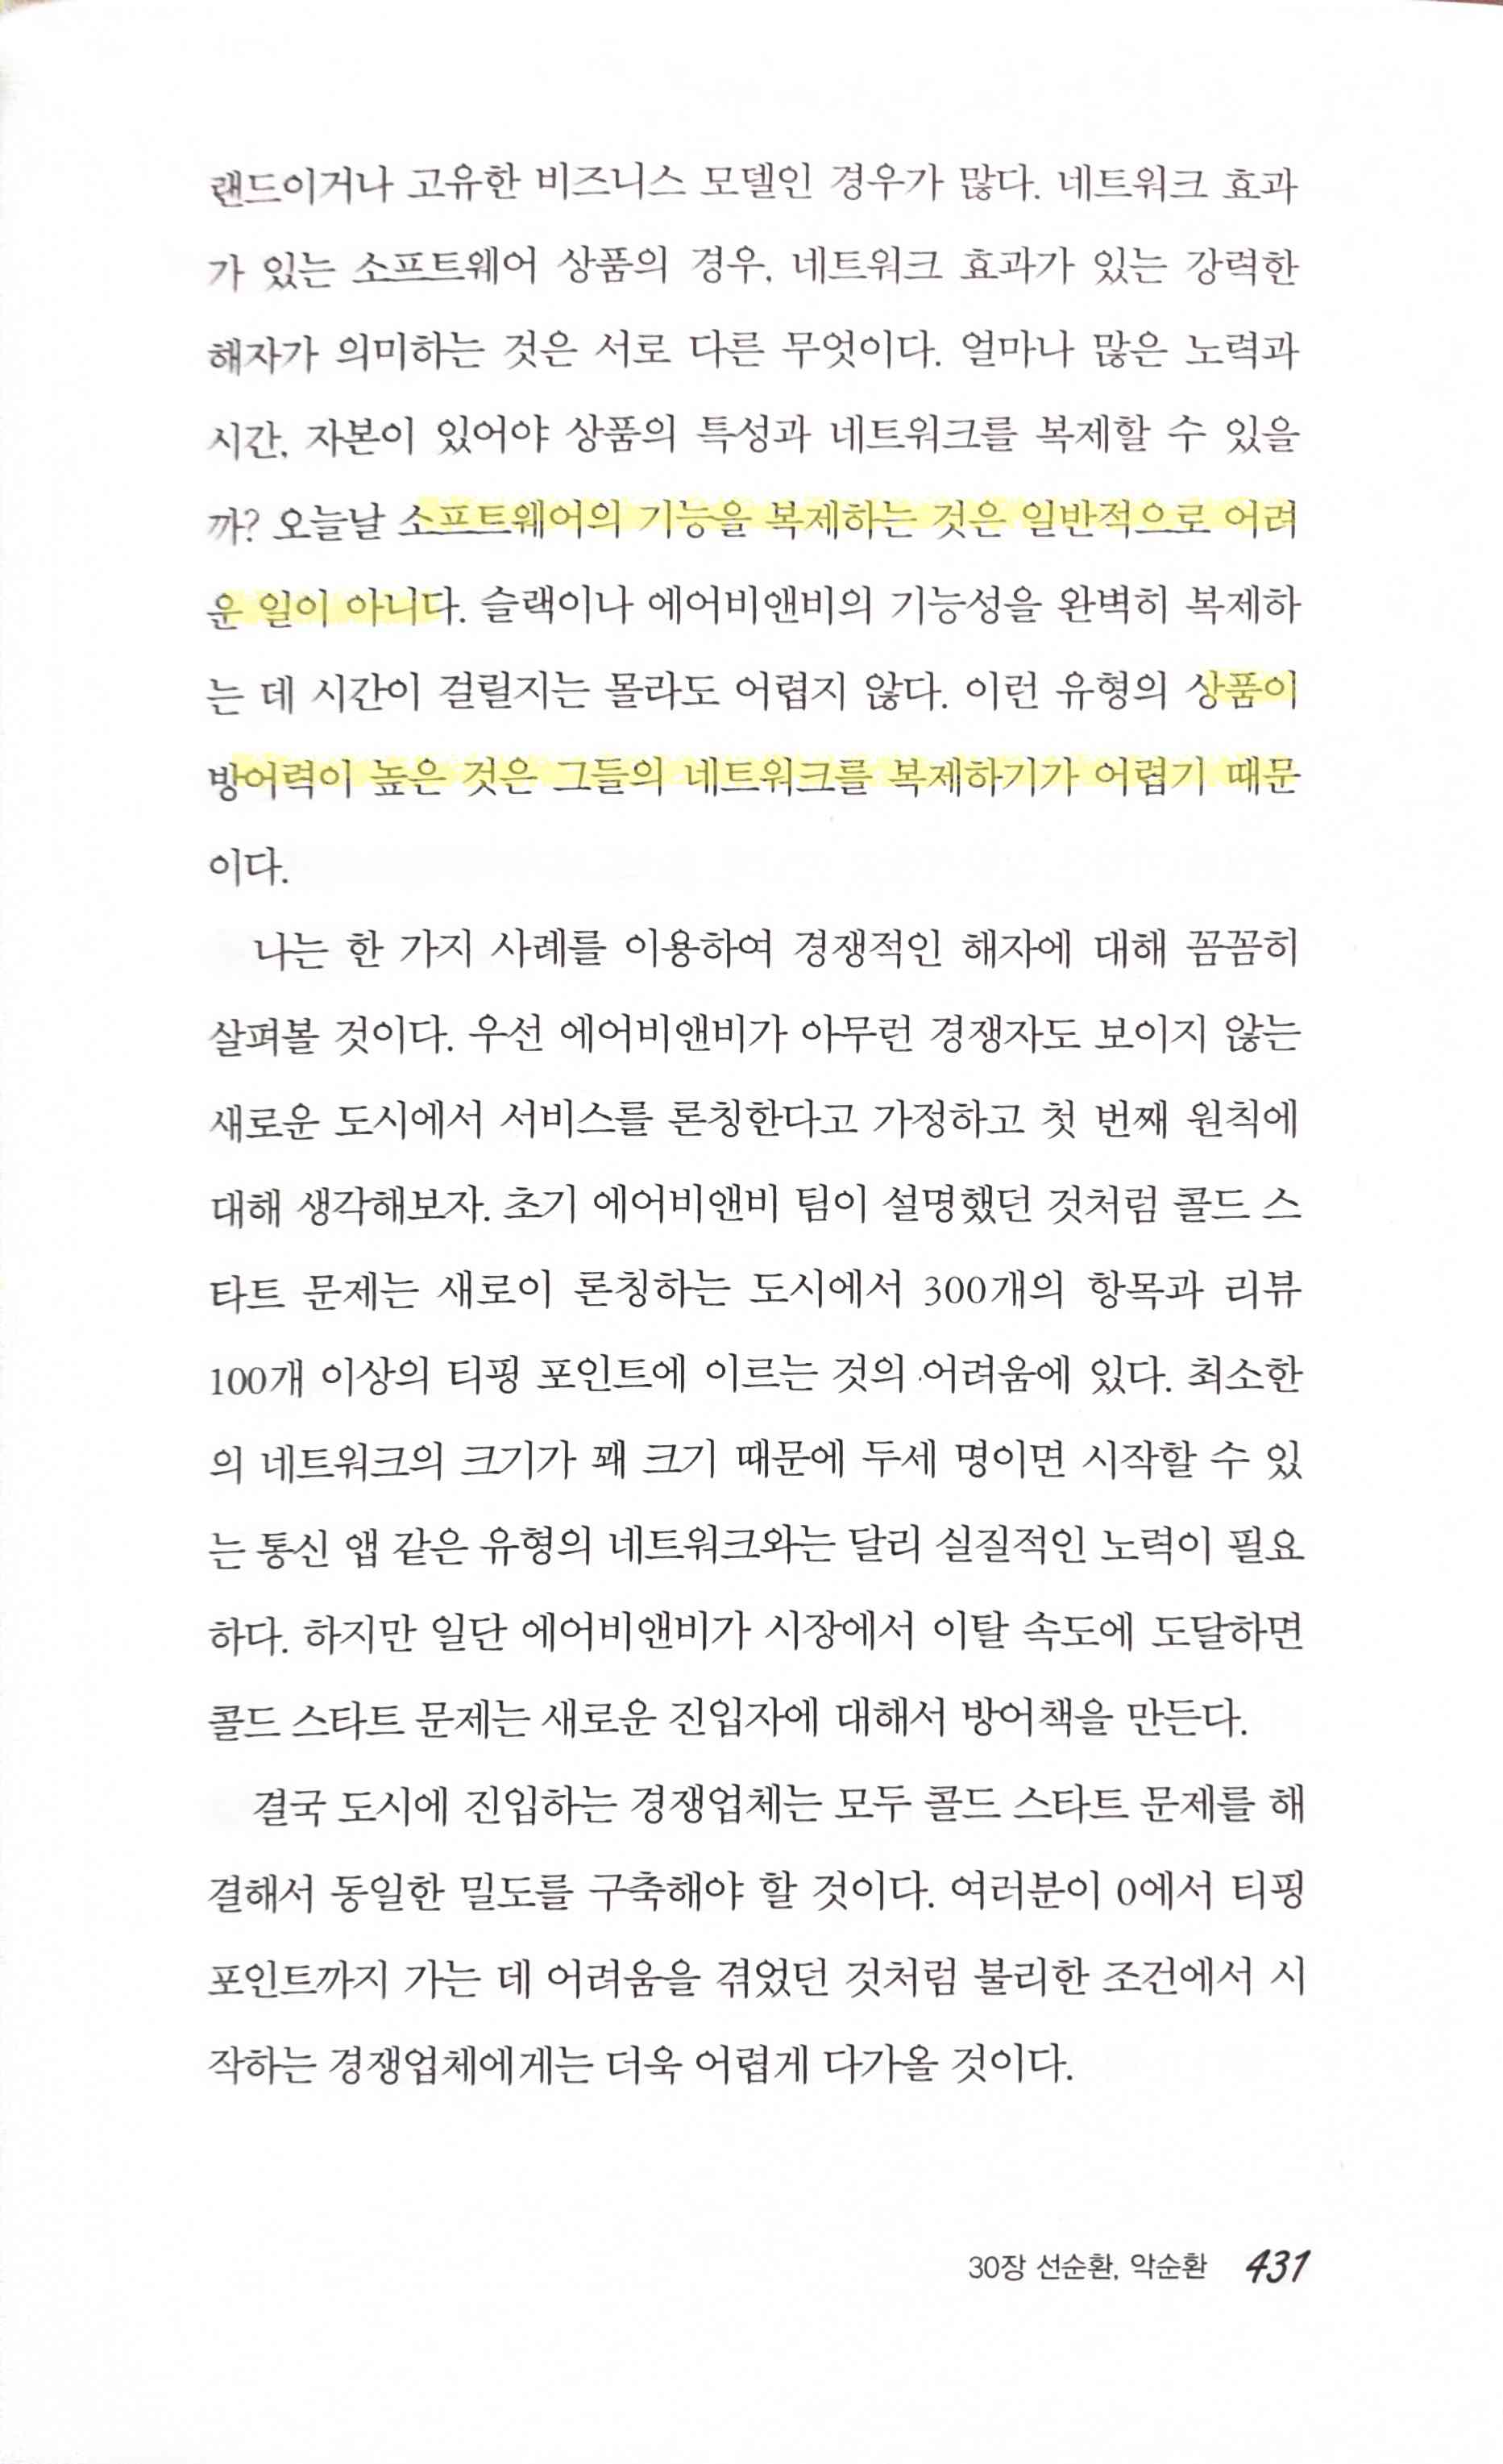 랜드이거나 고유한 비즈니스 모델인 경우가 많다. 네트워크 효과
가 있는 소프트웨어 상품의 경우, 네트워크 효과가 있는 강력한
해자가 의미하는 것은 서로 다른 무엇이다. 얼마나 많은 노력과
시간, 자본이 있어야 상품의 특성과 네트워크를 복제할 수 있을
까? 오늘날 소프트웨어의 기능을 복제하는 것은 일반적으로 어려
운 일이 아니다. 슬랙이나 에어비앤비의 기능성을 완벽히 복제하
는 데 시간이 걸릴지는 몰라도 어렵지 않다. 이런 유형의 상품이
방어력이 높은 것은 그들의 네트워크를 복제하기가 어렵기 때문
이다.
나는 한 가지 사례를 이용하여 경쟁적인 해자에 대해 꼼꼼히
살펴볼 것이다. 우선 에어비앤비가 아무런 경쟁자도 보이지 않는
새로운 도시에서 서비스를 론칭한다고 가정하고 첫 번째 원칙에
대해 생각해보자. 초기 에어비앤비 팀이 설명했던 것처럼 콜드 스
타트 문제는 새로이 론칭하는 도시에서 300개의 항목과 리뷰
100개 이상의 티핑 포인트에 이르는 것의 어려움에 있다. 최소한
의 네트워크의 크기가 꽤 크기 때문에 두세 명이면 시작할 수 있
는 통신 앱 같은 유형의 네트워크와는 달리 실질적인 노력이 필요
하다. 하지만 일단 에어비앤비가 시장에서 이탈 속도에 도달하면
콜드 스타트 문제는 새로운 진입자에 대해서 방어책을 만든다.
결국 도시에 진입하는 경쟁업체는 모두 콜드 스타트 문제를 해
결해서 동일한 밀도를 구축해야 할 것이다. 여러분이 0에서 티핑
포인트까지 가는 데 어려움을 겪었던 것처럼 불리한 조건에서 시
작하는 경쟁업체에게는 더욱 어렵게 다가올 것이다.
30장 선순환, 악순환 431